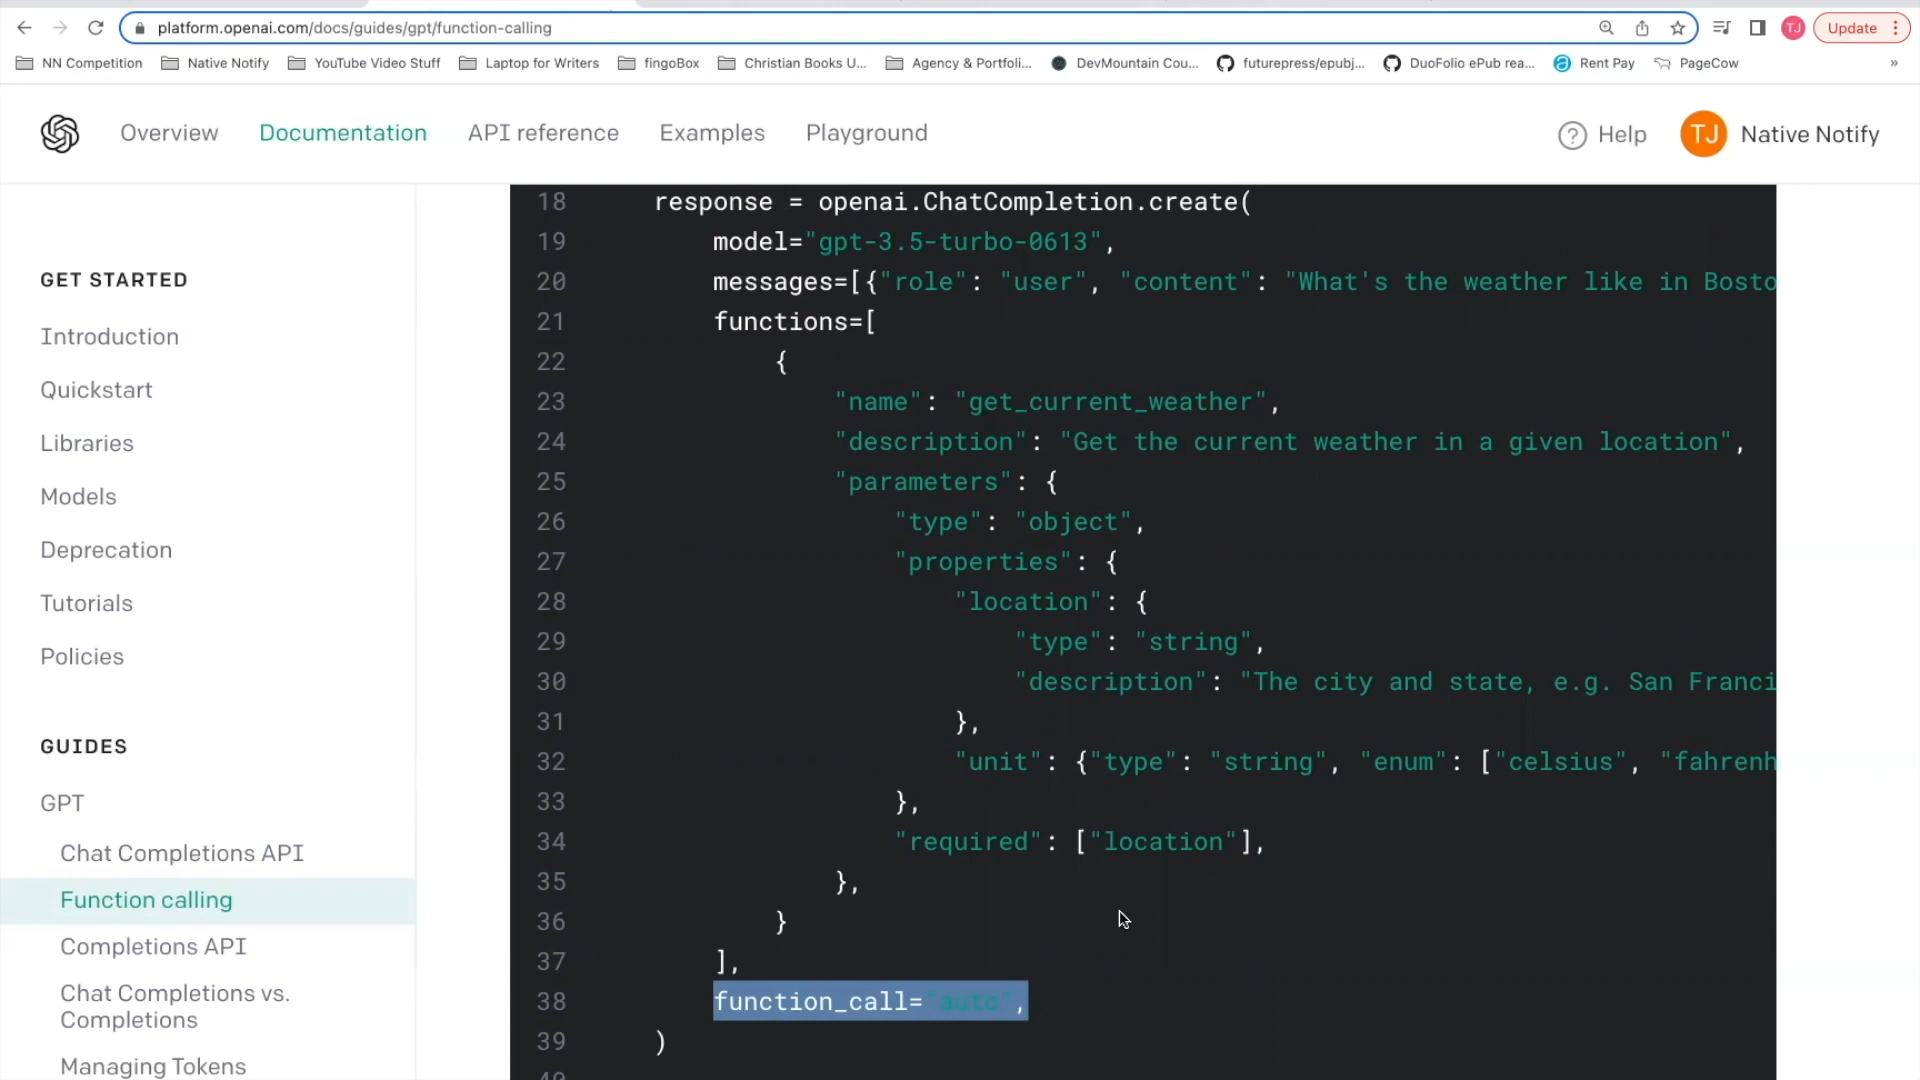 platform.openai.com/docs/guides/gpt/function-calling
TJ
Update
NN Competition
Native Notify
YouTube Video Stuff
Laptop for Writers
fingoBox
Christian Books U...
Agency & Portfoli...
DevMountain Cou...
futurepress/epubj...
DuoFolio ePub rea...
Rent Pay
PageCow
»
Overview
Documentation
API reference
Examples
Playground
? Help
TJ
Native Notify
GET STARTED
Introduction
Quickstart
Libraries
Models
Deprecation
Tutorials
Policies
GUIDES
GPT
Chat Completions API
Function calling
Completions API
Chat Completions vs.
Completions
Managing Tokens
18 response = openai.ChatCompletion.create(
19 model="gpt-3.5-turbo-0613",
20 messages=[{"role": "user", "content": "What's the weather like in Bosto
21 functions=[
22 {
23 "name": "get_current_weather",
24 "description": "Get the current weather in a given location",
25 "parameters": {
26 "type": "object",
27 "properties": {
28 "location": {
29 "type": "string",
30 "description": "The city and state, e.g. San Franci
31 },
32 "unit": {"type": "string", "enum": ["celsius", "fahrenh
33 },
34 "required": ["location"],
35 },
36 }
37 ],
38 function_call="auto",
39 )
40